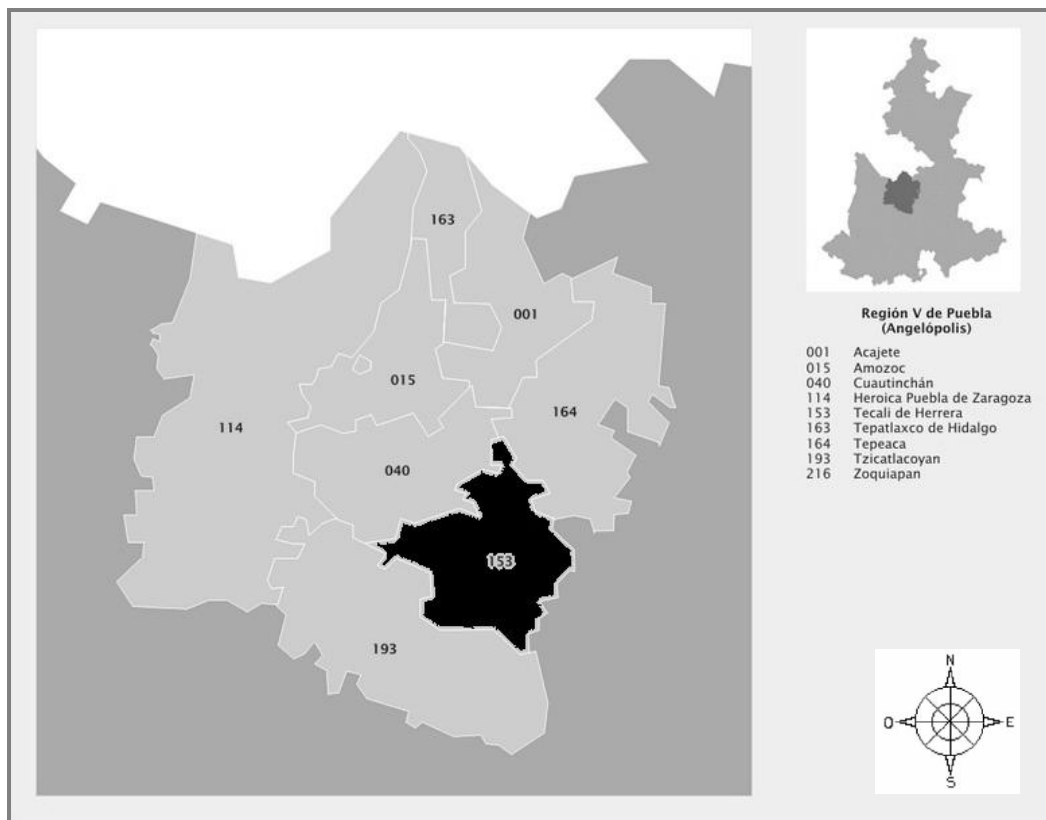 163
001
015
164
114
040
153
193
Región V de Puebla
(Angelópolis)
001 Acajete
015 Amozoc
040 Cuautinchán
114 Heroica Puebla de Zaragoza
153 Tecali de Herrera
163 Tepatlaxco de Hidalgo
164 Tepeaca
193 Tzicatlacoyan
216 Zoquiapan
N
O E
S